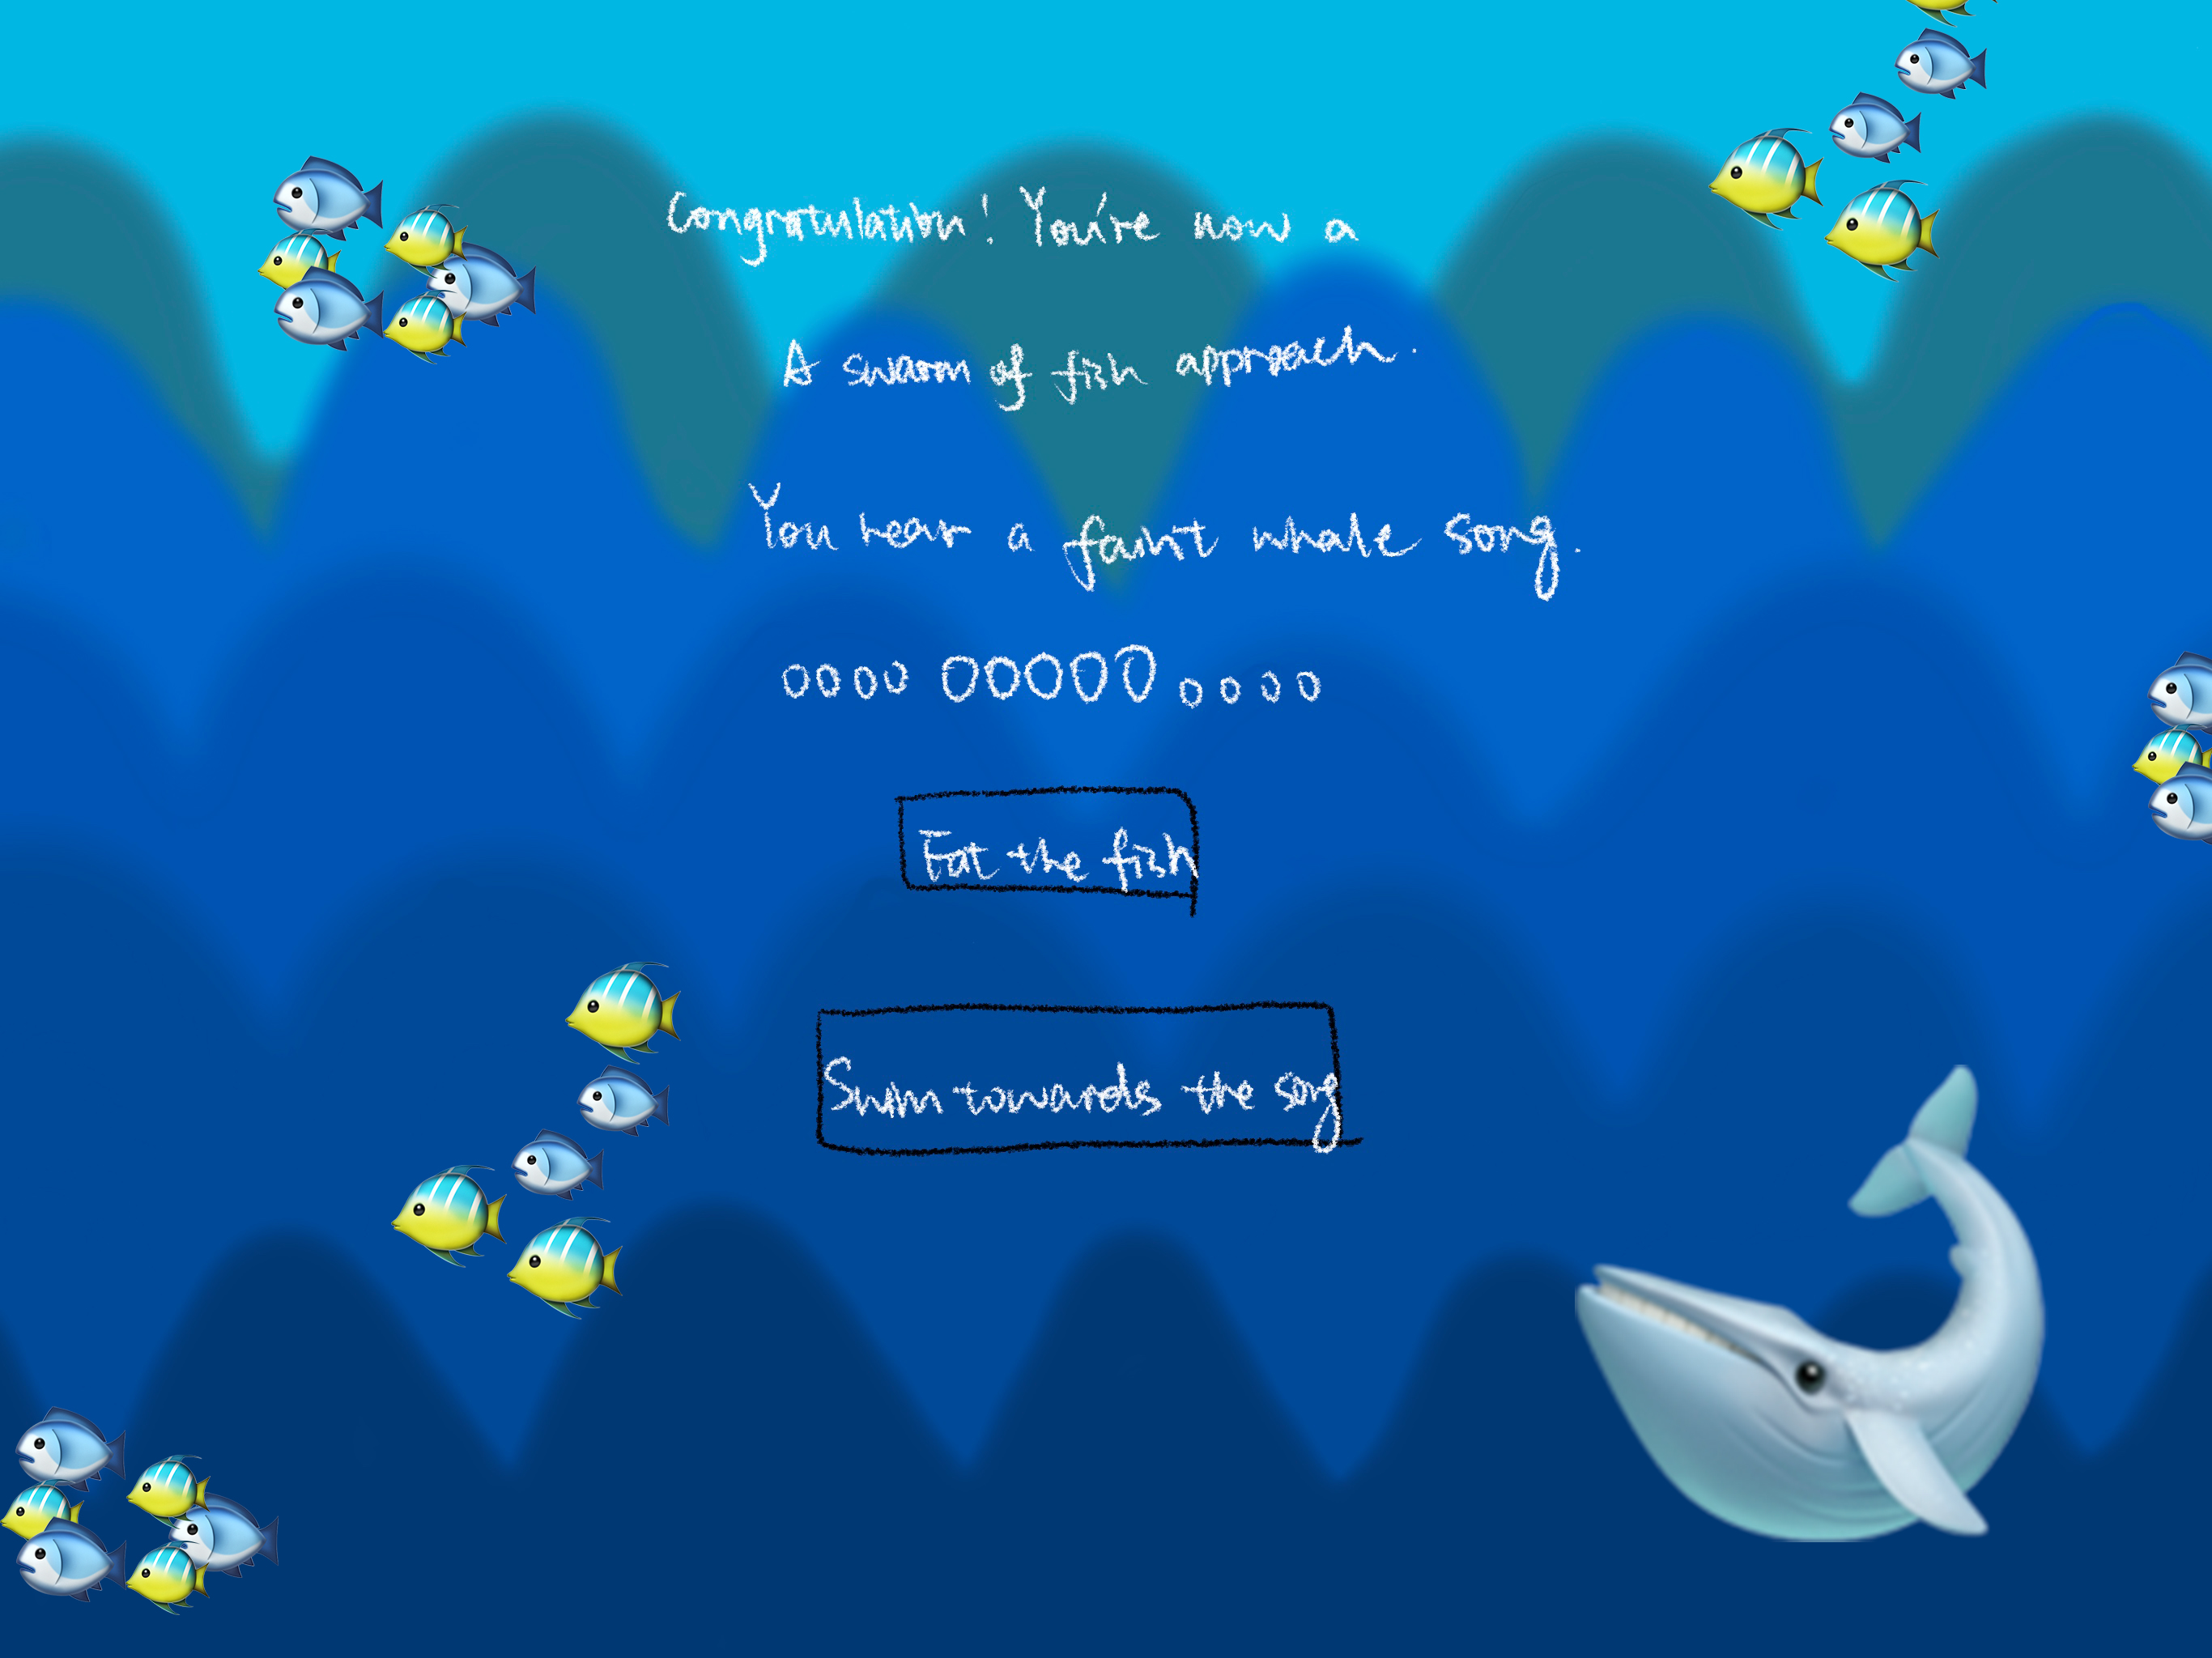 Congratulation! You're now a
A swarm of fish approach.
You hear a faint whale song.
oooo OOOOO oooo
Eat the fish
Swim towards the song